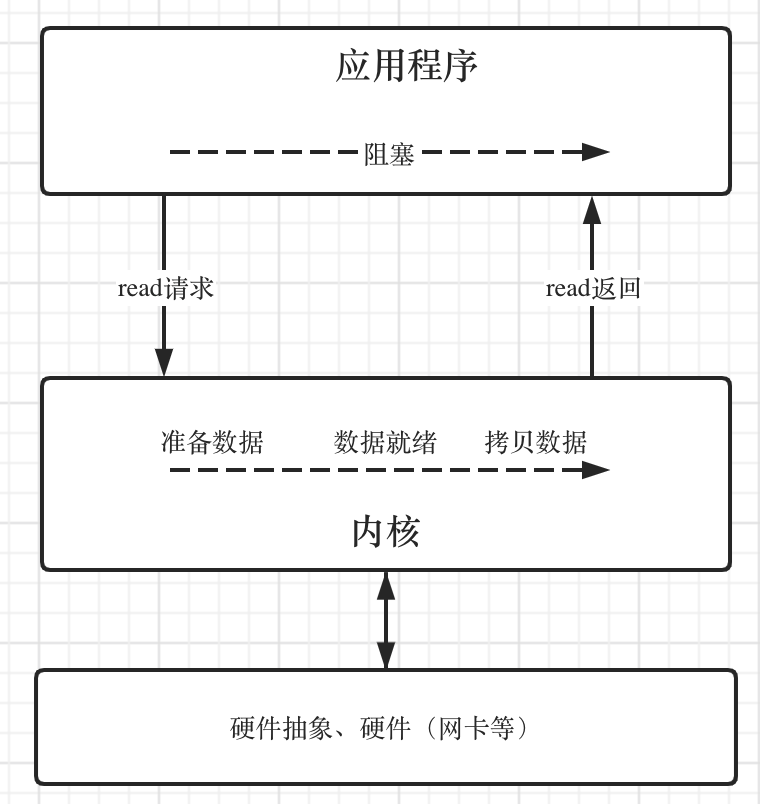 应用程序
阻塞
read请求
read返回
准备数据 数据就绪 拷贝数据
内核
硬件抽象、硬件（网卡等）